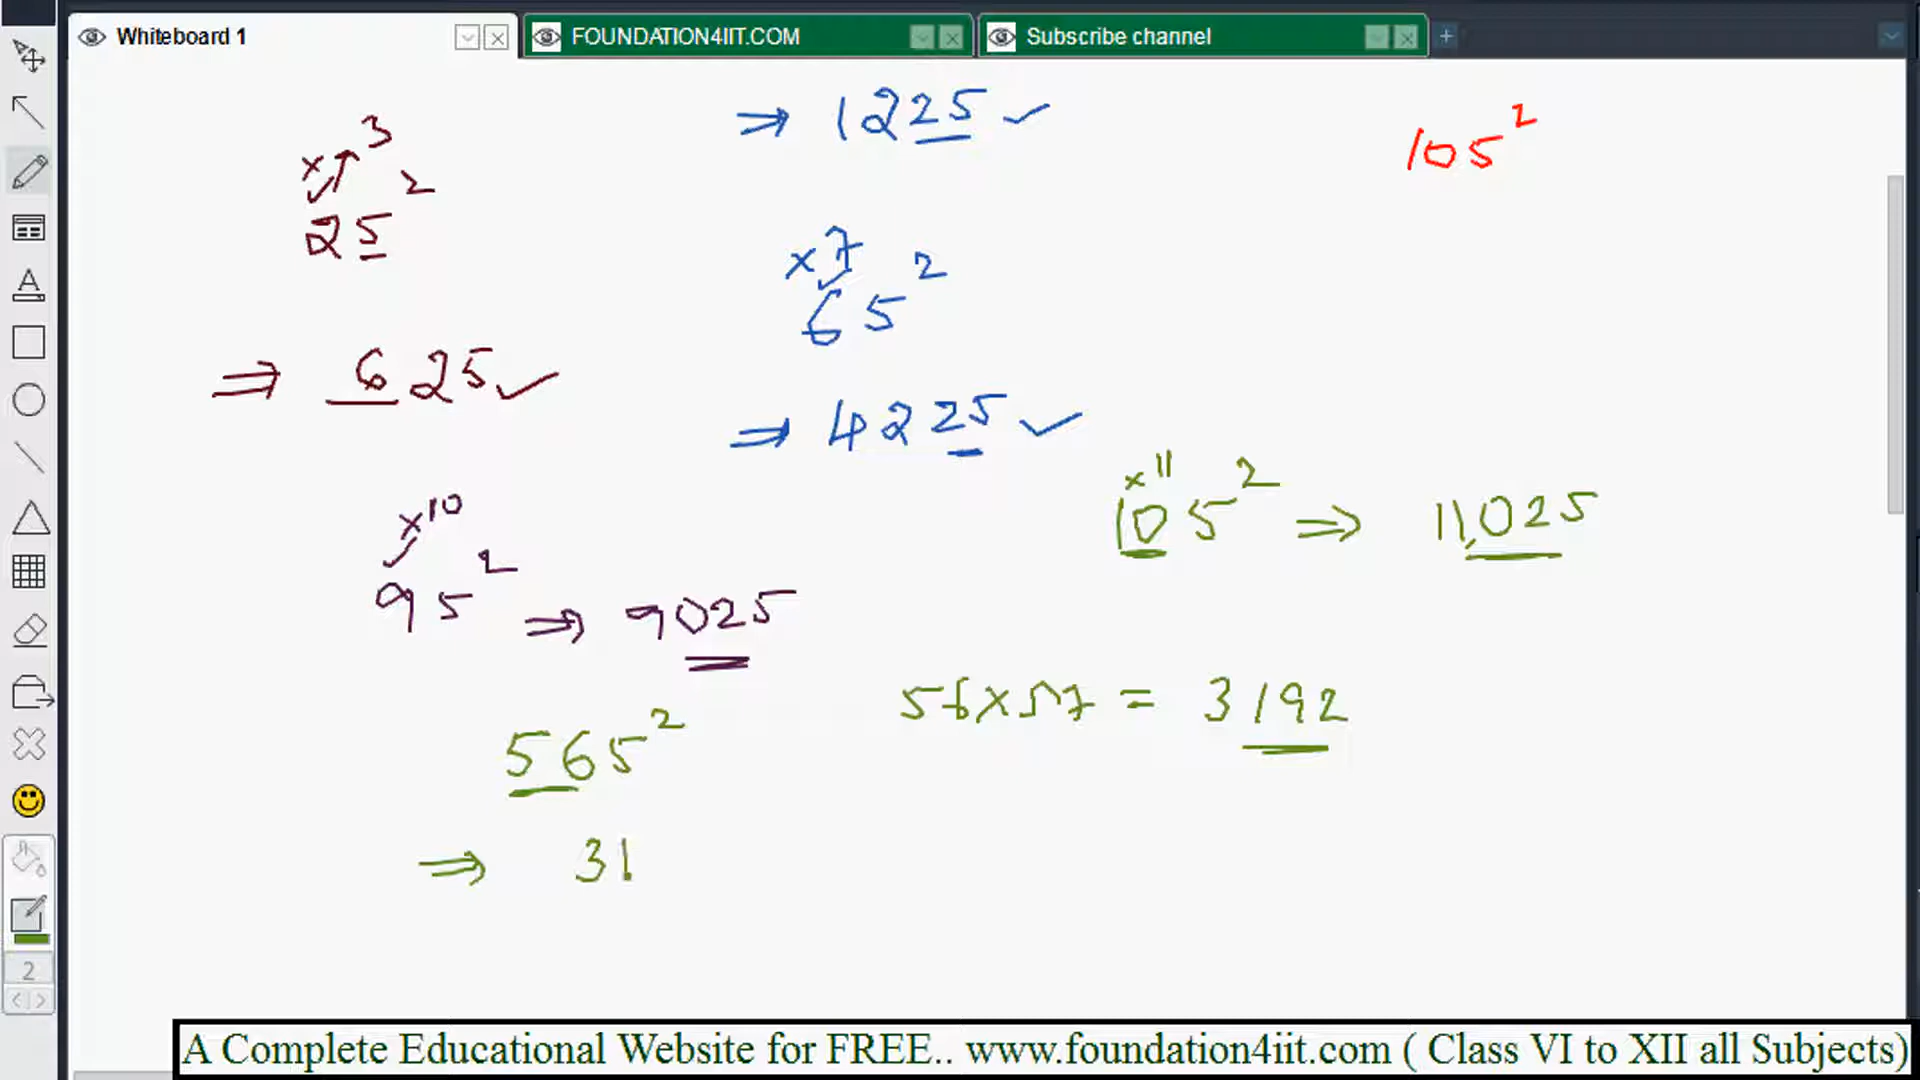 Whiteboard 1
FOUNDATION4IIT.COM
Subscribe channel
⇒ 1225 ✓
105²
×3
25²
⇒ 625 ✓
×7
65²
⇒ 4225 ✓
×10
95² ⇒ 9025
×11
105² ⇒ 11,025
565²
56×57 = 3192
⇒ 31
2
A Complete Educational Website for FREE.. www.foundation4iit.com ( Class VI to XII all Subjects)